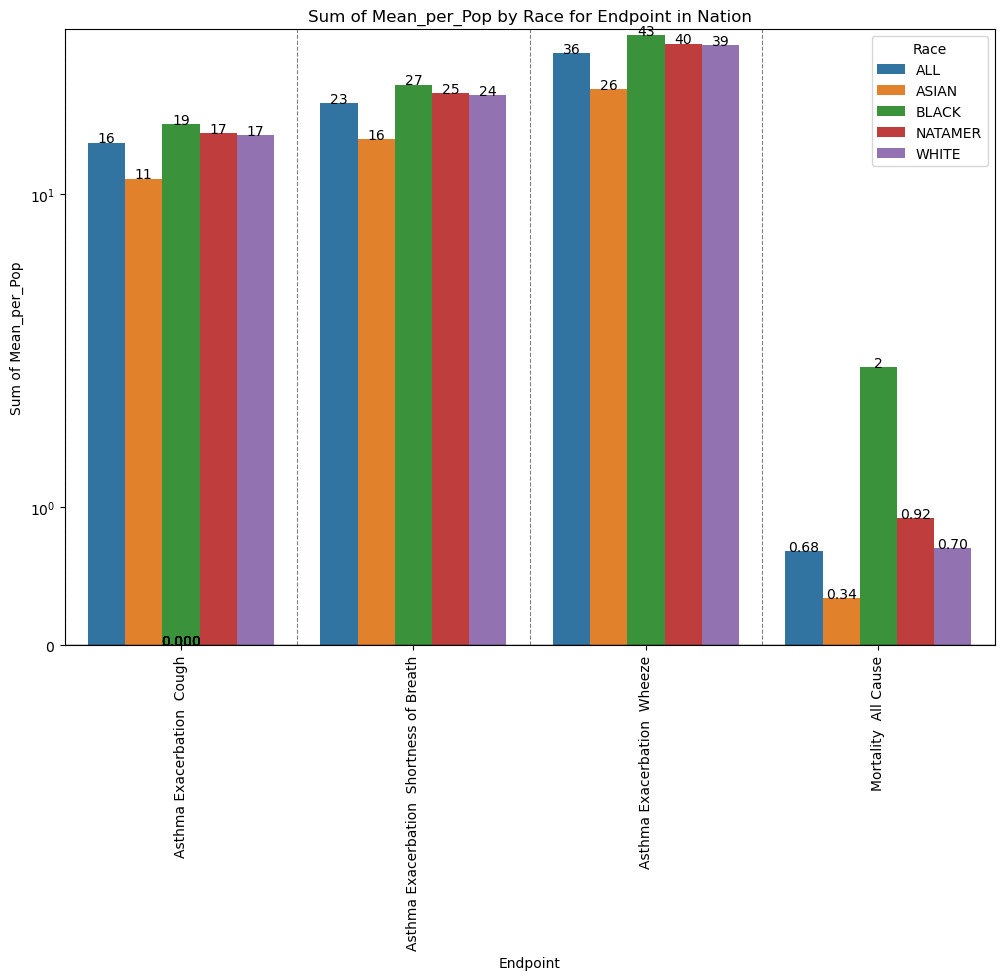 Sum of Mean_per_Pop by Race for Endpoint in Nation
Sum of Mean_per_Pop
10¹
10⁰
0
16
11
19
17
17
0.000
23
16
27
25
24
36
26
43
40
39
0.68
0.34
2
0.92
0.70
Race
ALL
ASIAN
BLACK
NATAMER
WHITE
Asthma Exacerbation  Cough
Asthma Exacerbation  Shortness of Breath
Asthma Exacerbation  Wheeze
Mortality  All Cause
Endpoint